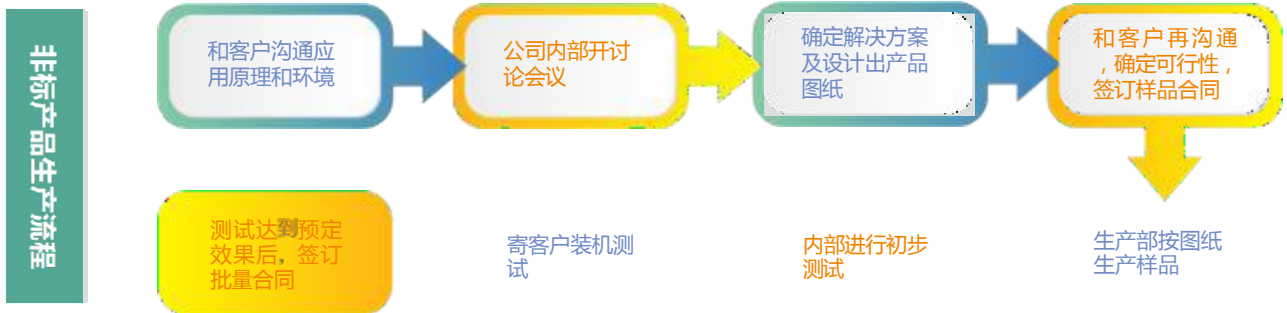 非标产品生产流程
和客户沟通应
用原理和环境
公司内部开讨
论会议
确定解决方案
及设计出产品
图纸
和客户再沟通
，确定可行性，
签订样品合同
测试达到预定
效果后，签订
批量合同
寄客户装机测
试
内部进行初步
测试
生产部按图纸
生产样品